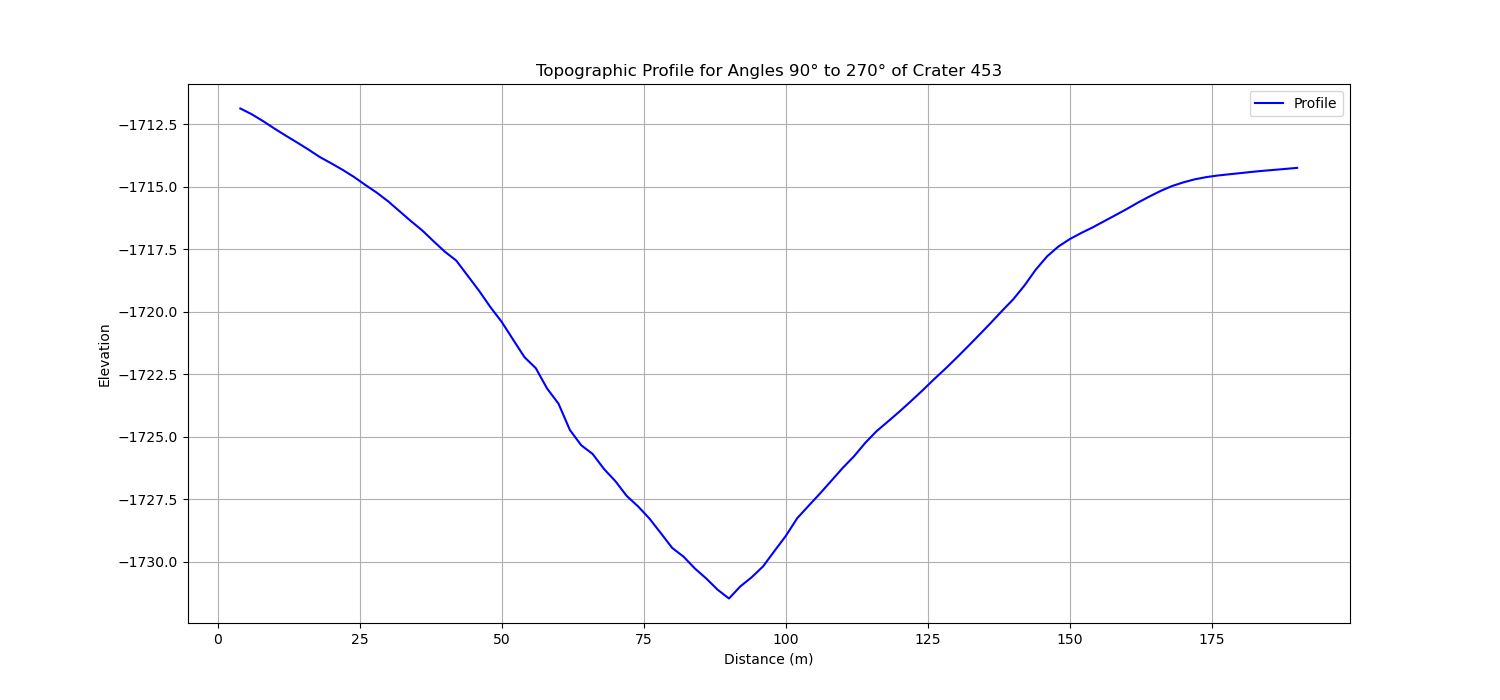 Topographic Profile for Angles 90° to 270° of Crater 453
Profile
−1712.5
−1715.0
−1717.5
−1720.0
−1722.5
−1725.0
−1727.5
−1730.0
Elevation
0 25 50 75 100 125 150 175
Distance (m)